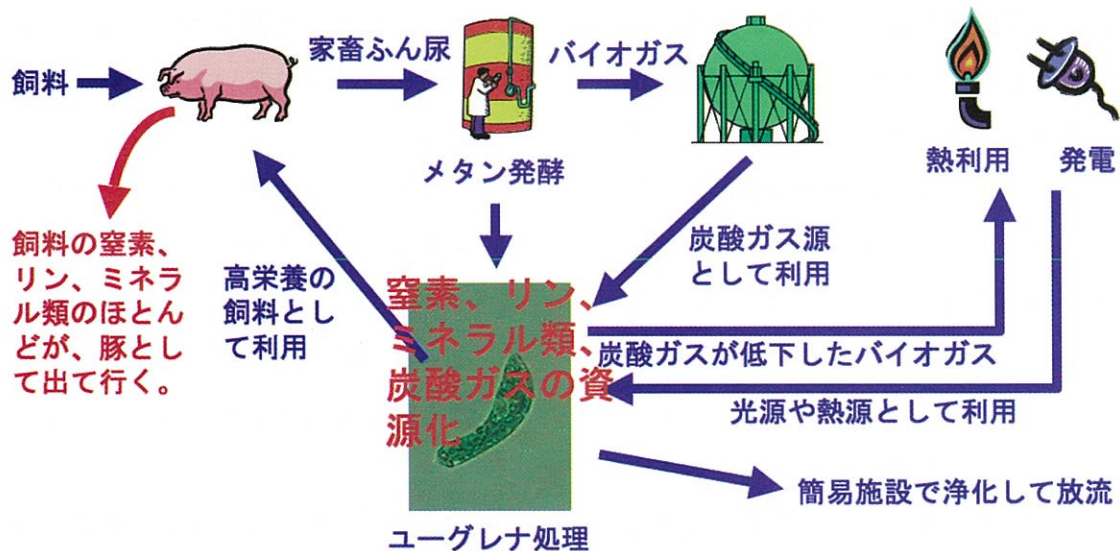 飼料
家畜ふん尿
バイオガス
メタン発酵
熱利用
発電
飼料の窒素、
リン、ミネラ
ル類のほとん
どが、豚とし
て出て行く。
高栄養の
飼料とし
て利用
炭酸ガス源
として利用
窒素、リン、
ミネラル類、
炭酸ガスの資
源化
炭酸ガスが低下したバイオガス
光源や熱源として利用
簡易施設で浄化して放流
ユーグレナ処理